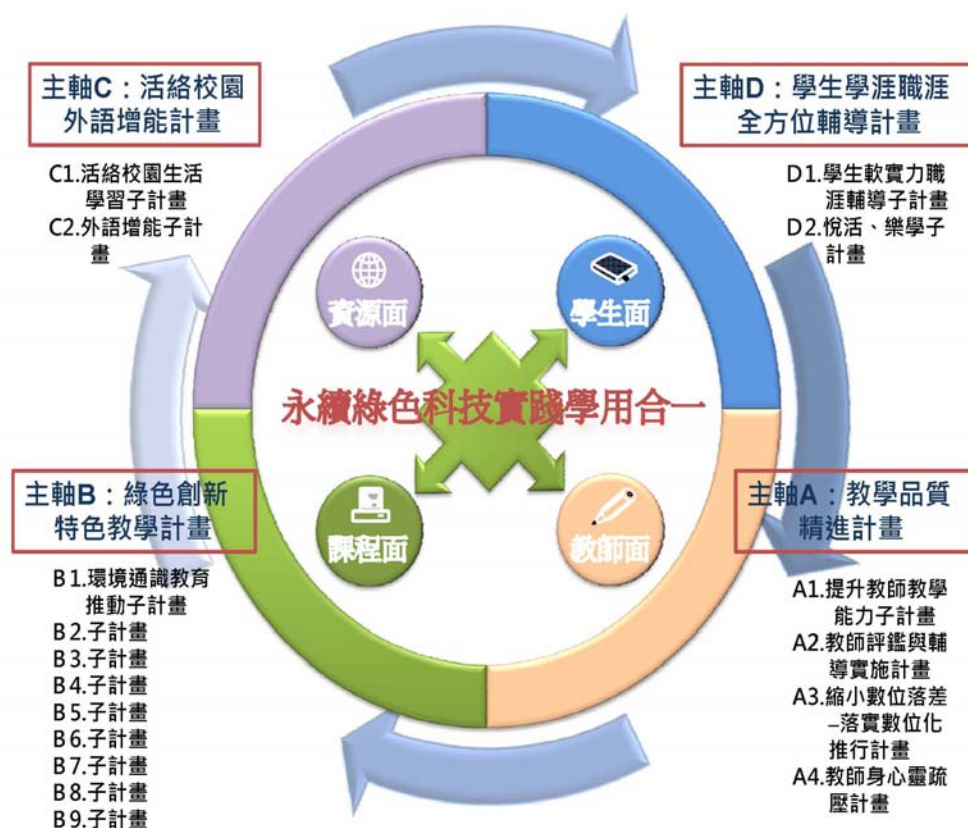 主軸C：活絡校園
外語增能計畫
C1.活絡校園生活
學習子計畫
C2.外語增能子計
畫
主軸D：學生學涯職涯
全方位輔導計畫
D1.學生軟實力職
涯輔導子計畫
D2.悅活、樂學子
計畫
資源面
學生面
永續綠色科技實踐學用合一
課程面
教師面
主軸B：綠色創新
特色教學計畫
B1.環境通識教育
推動子計畫
B2.子計畫
B3.子計畫
B4.子計畫
B5.子計畫
B6.子計畫
B7.子計畫
B8.子計畫
B9.子計畫
主軸A：教學品質
精進計畫
A1.提升教師教學
能力子計畫
A2.教師評鑑與輔
導實施計畫
A3.縮小數位落差
–落實數位化
推行計畫
A4.教師身心靈疏
壓計畫